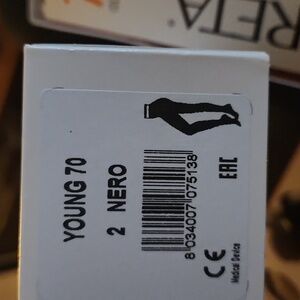 RETA
YOUNG 70
2 NERO
8 034007 075138
EAC
CE
Medical Device